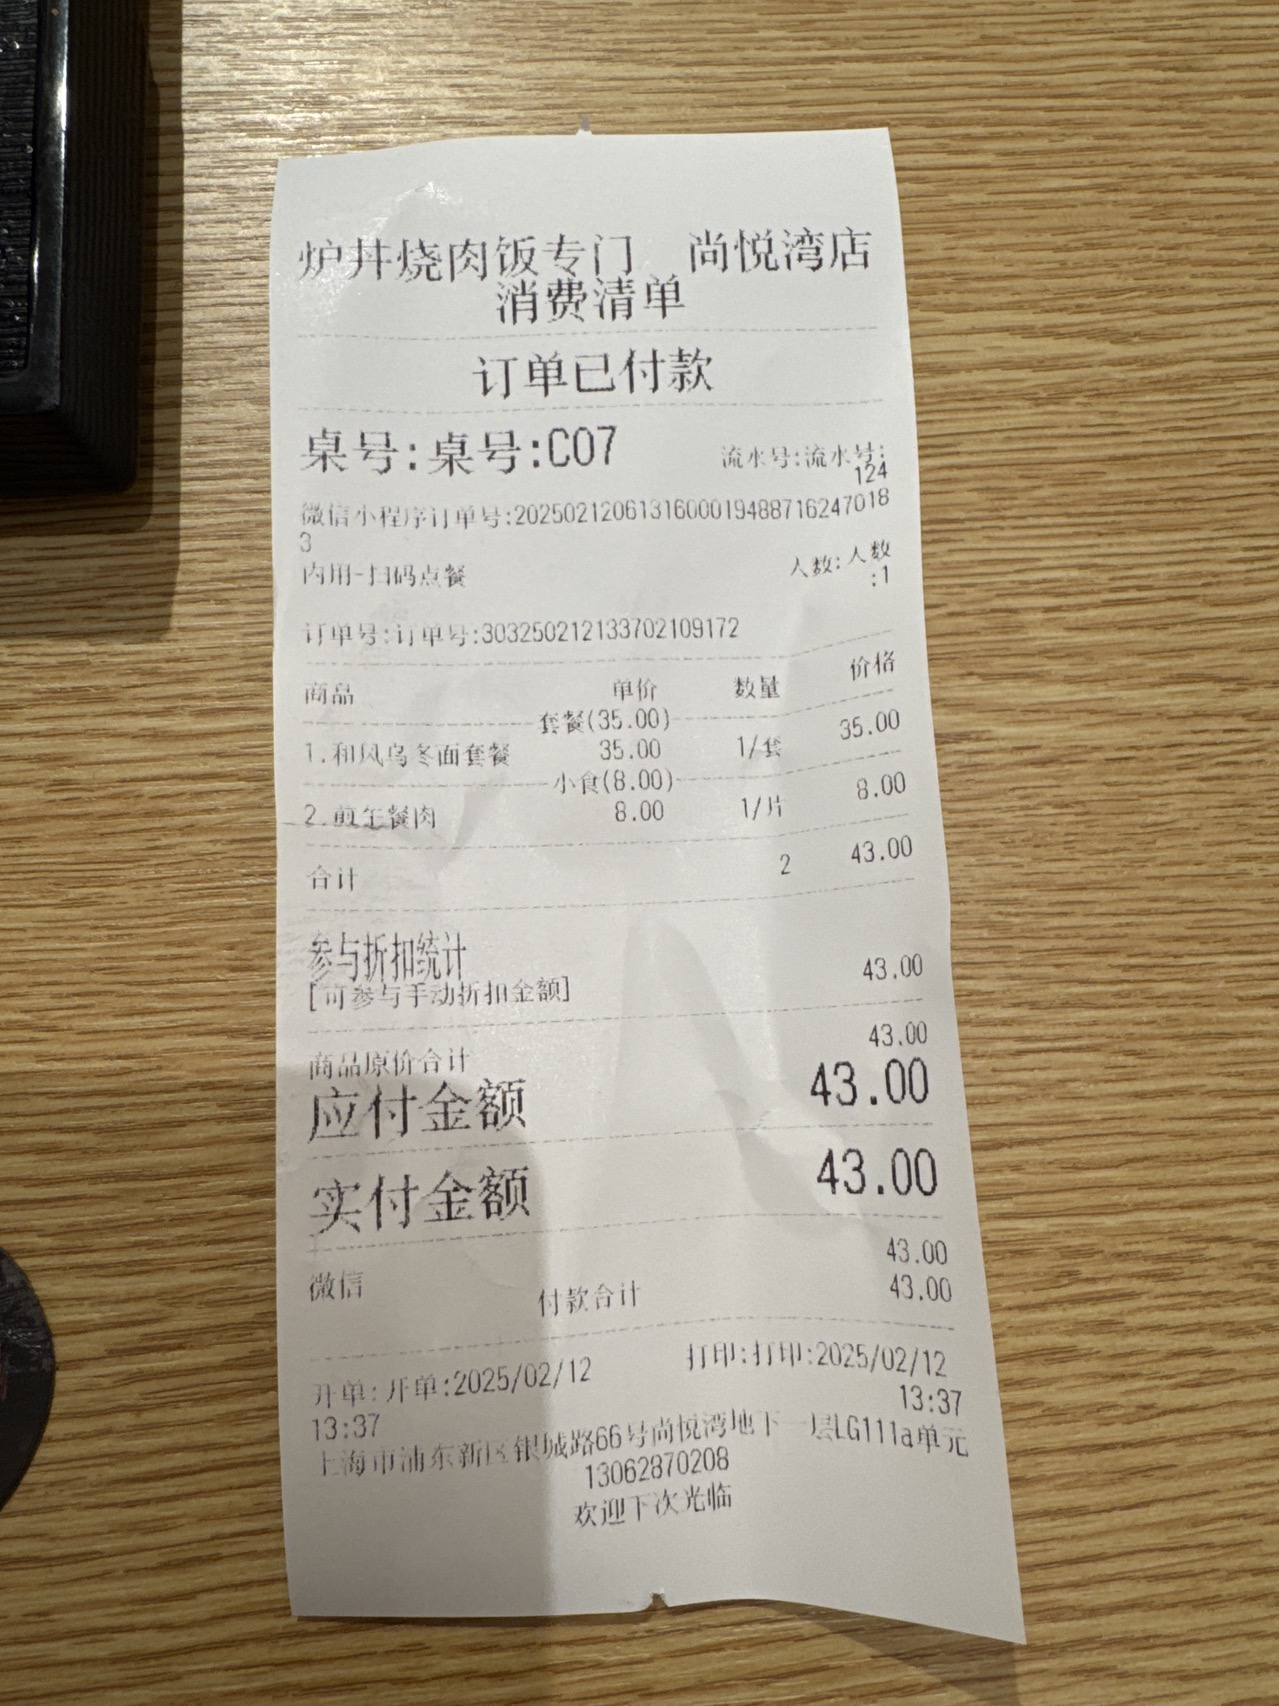 炉丼烧肉饭专门 尚悦湾店
消费清单
订单已付款
桌号:桌号:C07 流水号:流水号:
124
微信小程序订单号:2025021206131600019488716247018
3
内用-扫码点餐 人数:人数
:1
订单号:订单号:303250212133702109172
商品 单价 数量 价格
套餐(35.00)
1.和风乌冬面套餐 35.00 1/套 35.00
小食(8.00)
2.煎午餐肉 8.00 1/片 8.00
合计 2 43.00
参与折扣统计
[可参与手动折扣金额] 43.00
商品原价合计 43.00
应付金额 43.00
实付金额 43.00
微信 43.00
付款合计 43.00
开单:开单:2025/02/12 打印:打印:2025/02/12
13:37 13:37
上海市浦东新区银城路66号尚悦湾地下一层LG111a单元
13062870208
欢迎下次光临